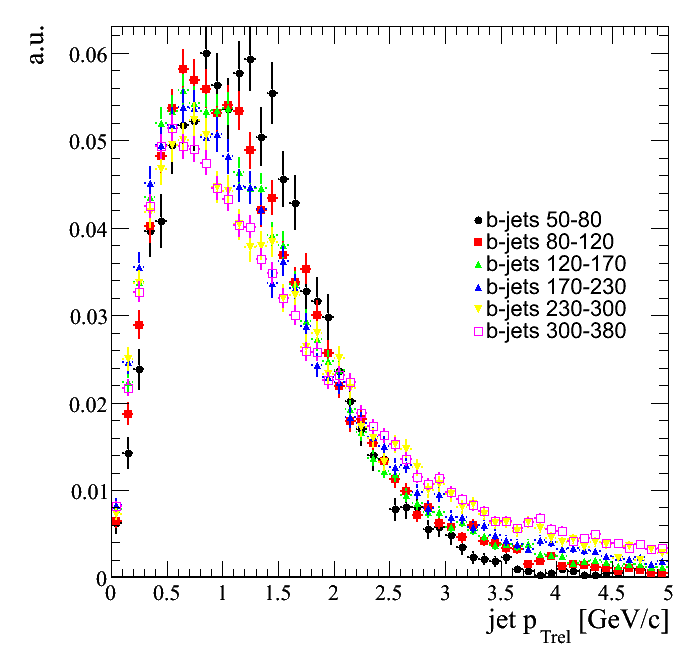 a.u.
0.06
0.05
0.04
0.03
0.02
0.01
0
b-jets 50-80
b-jets 80-120
b-jets 120-170
b-jets 170-230
b-jets 230-300
b-jets 300-380
0 0.5 1 1.5 2 2.5 3 3.5 4 4.5 5
jet p Trel [GeV/c]